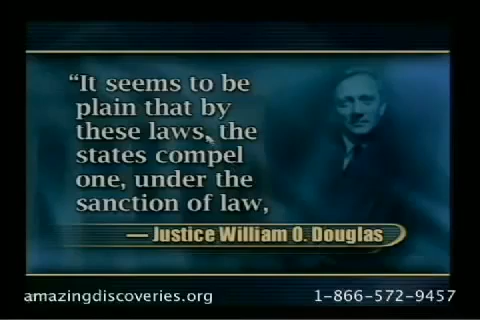 “It seems to be
plain that by
these laws, the
states compel
one, under the
sanction of law,
— Justice William O. Douglas
amazingdiscoveries.org
1-866-572-9457